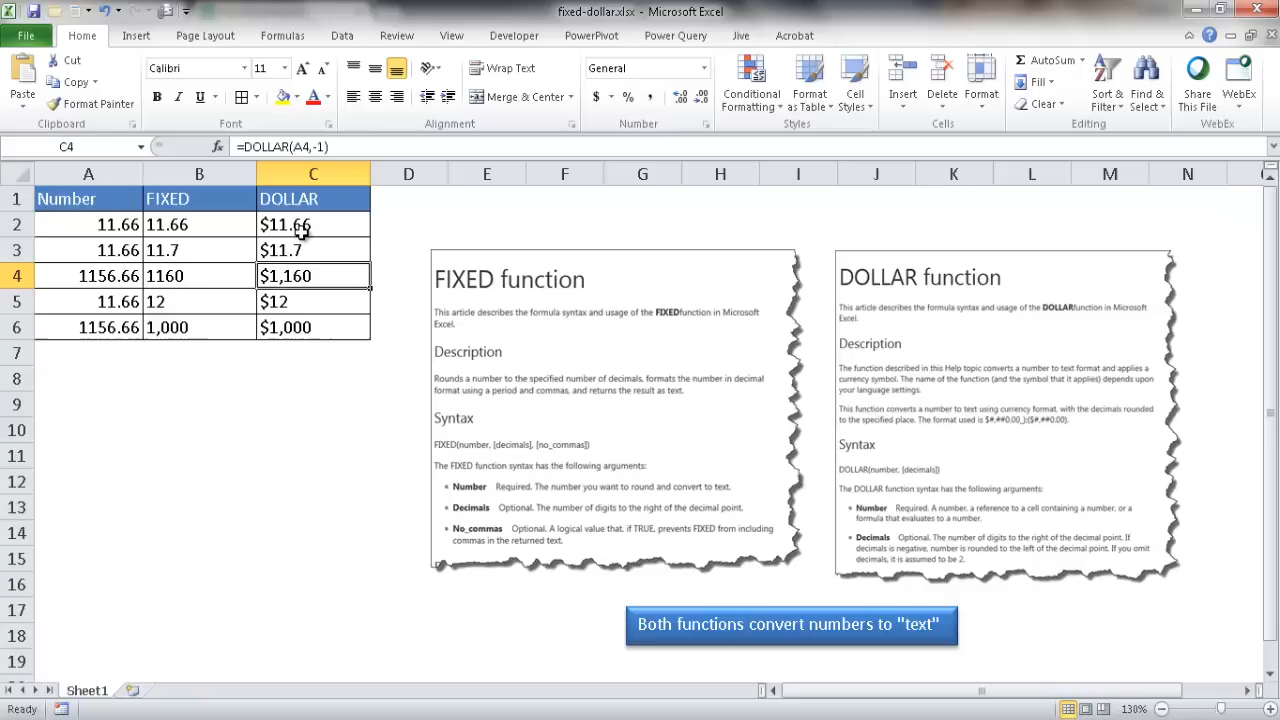 fixed-dollar.xlsx - Microsoft Excel
File Home Insert Page Layout Formulas Data Review View Developer PowerPivot Power Query Jive Acrobat
Paste
Cut
Copy
Format Painter
Clipboard
Calibri 11
B I U A
Font
Wrap Text
Merge & Center
Alignment
General
$ % ,
Number
Conditional Formatting
Format as Table
Cell Styles
Styles
Insert
Delete
Format
Cells
Σ AutoSum
Fill
Clear
Sort & Filter
Find & Select
Editing
Share This File
WebEx
WebEx
C4 fx =DOLLAR(A4,-1)
A B C D E F G H I J K L M N
1 Number FIXED DOLLAR
2 11.66 11.66 $11.66
3 11.66 11.7 $11.7
4 1156.66 1160 $1,160
5 11.66 12 $12
6 1156.66 1,000 $1,000
7
8
9
10
11
12
13
14
15
16
17
18
19
FIXED function
This article describes the formula syntax and usage of the FIXEDfunction in Microsoft
Excel.
Description
Rounds a number to the specified number of decimals, formats the number in decimal
format using a period and commas, and returns the result as text.
Syntax
FIXED(number, [decimals], [no_commas])
The FIXED function syntax has the following arguments:
Number Required. The number you want to round and convert to text.
Decimals Optional. The number of digits to the right of the decimal point.
No_commas Optional. A logical value that, if TRUE, prevents FIXED from including
commas in the returned text.
DOLLAR function
This article describes the formula syntax and usage of the DOLLARfunction in Microsoft
Excel.
Description
The function described in this Help topic converts a number to text format and applies a
currency symbol. The name of the function (and the symbol that it applies) depends upon
your language settings.
This function converts a number to text using currency format, with the decimals rounded
to the specified place. The format used is $#,##0.00_);($#,##0.00).
Syntax
DOLLAR(number, [decimals])
The DOLLAR function syntax has the following arguments:
Number Required. A number, a reference to a cell containing a number, or a
formula that evaluates to a number.
Decimals Optional. The number of digits to the right of the decimal point. If
decimals is negative, number is rounded to the left of the decimal point. If you omit
decimals, it is assumed to be 2.
Both functions convert numbers to "text"
Sheet1
Ready 130%